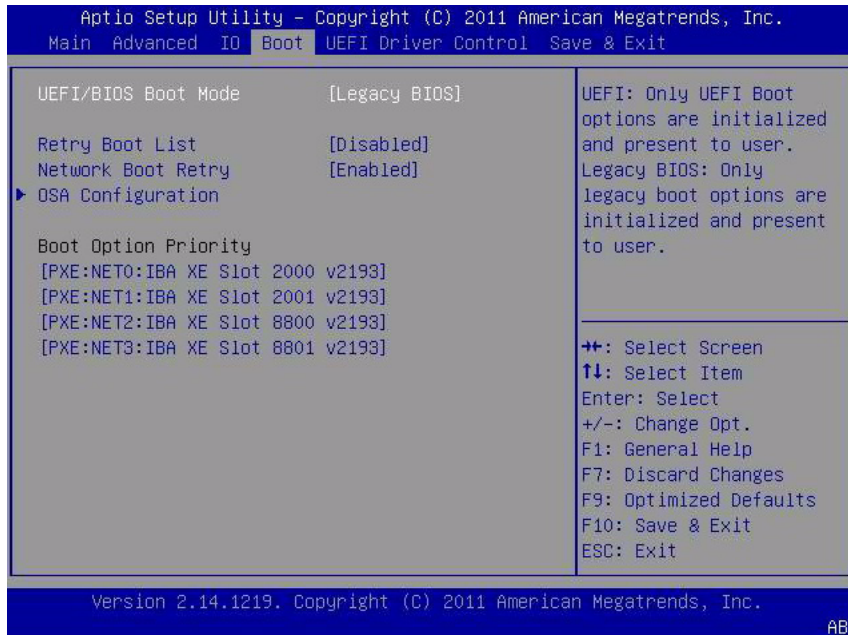 Aptio Setup Utility – Copyright (C) 2011 American Megatrends, Inc.
Main Advanced IO Boot UEFI Driver Control Save & Exit
UEFI/BIOS Boot Mode [Legacy BIOS]
Retry Boot List [Disabled]
Network Boot Retry [Enabled]
OSA Configuration
Boot Option Priority
[PXE:NET0:IBA XE Slot 2000 v2193]
[PXE:NET1:IBA XE Slot 2001 v2193]
[PXE:NET2:IBA XE Slot 8800 v2193]
[PXE:NET3:IBA XE Slot 8801 v2193]
UEFI: Only UEFI Boot
options are initialized
and present to user.
Legacy BIOS: Only
legacy boot options are
initialized and present
to user.
→←: Select Screen
↑↓: Select Item
Enter: Select
+/-: Change Opt.
F1: General Help
F7: Discard Changes
F9: Optimized Defaults
F10: Save & Exit
ESC: Exit
Version 2.14.1219. Copyright (C) 2011 American Megatrends, Inc.
AB